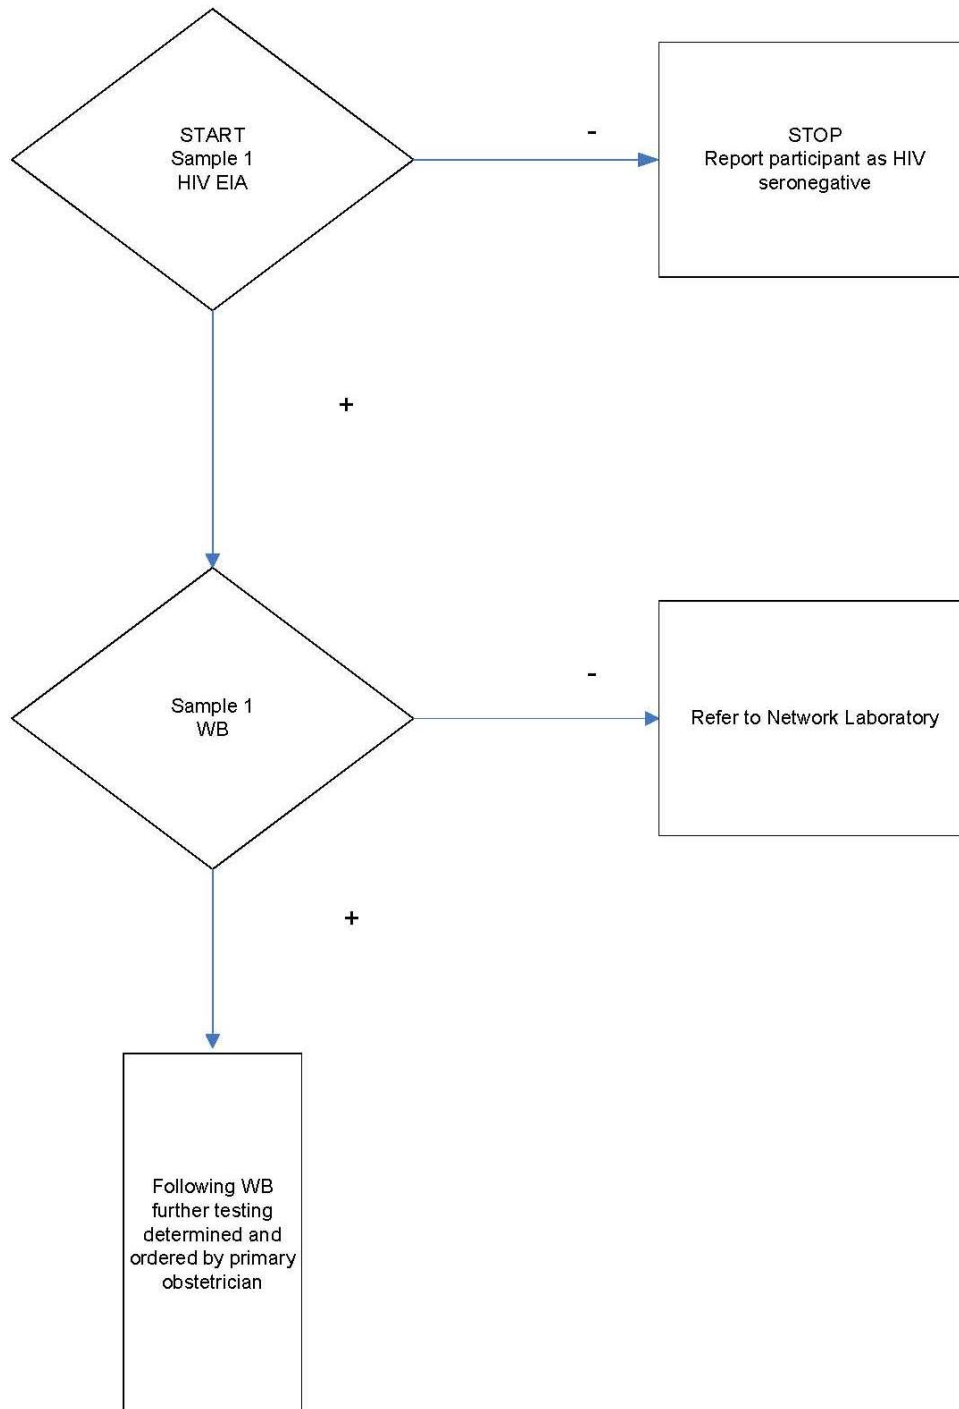 START
Sample 1
HIV EIA
-
STOP
Report participant as HIV
seronegative
+
Sample 1
WB
-
Refer to Network Laboratory
+
Following WB
further testing
determined and
ordered by primary
obstetrician